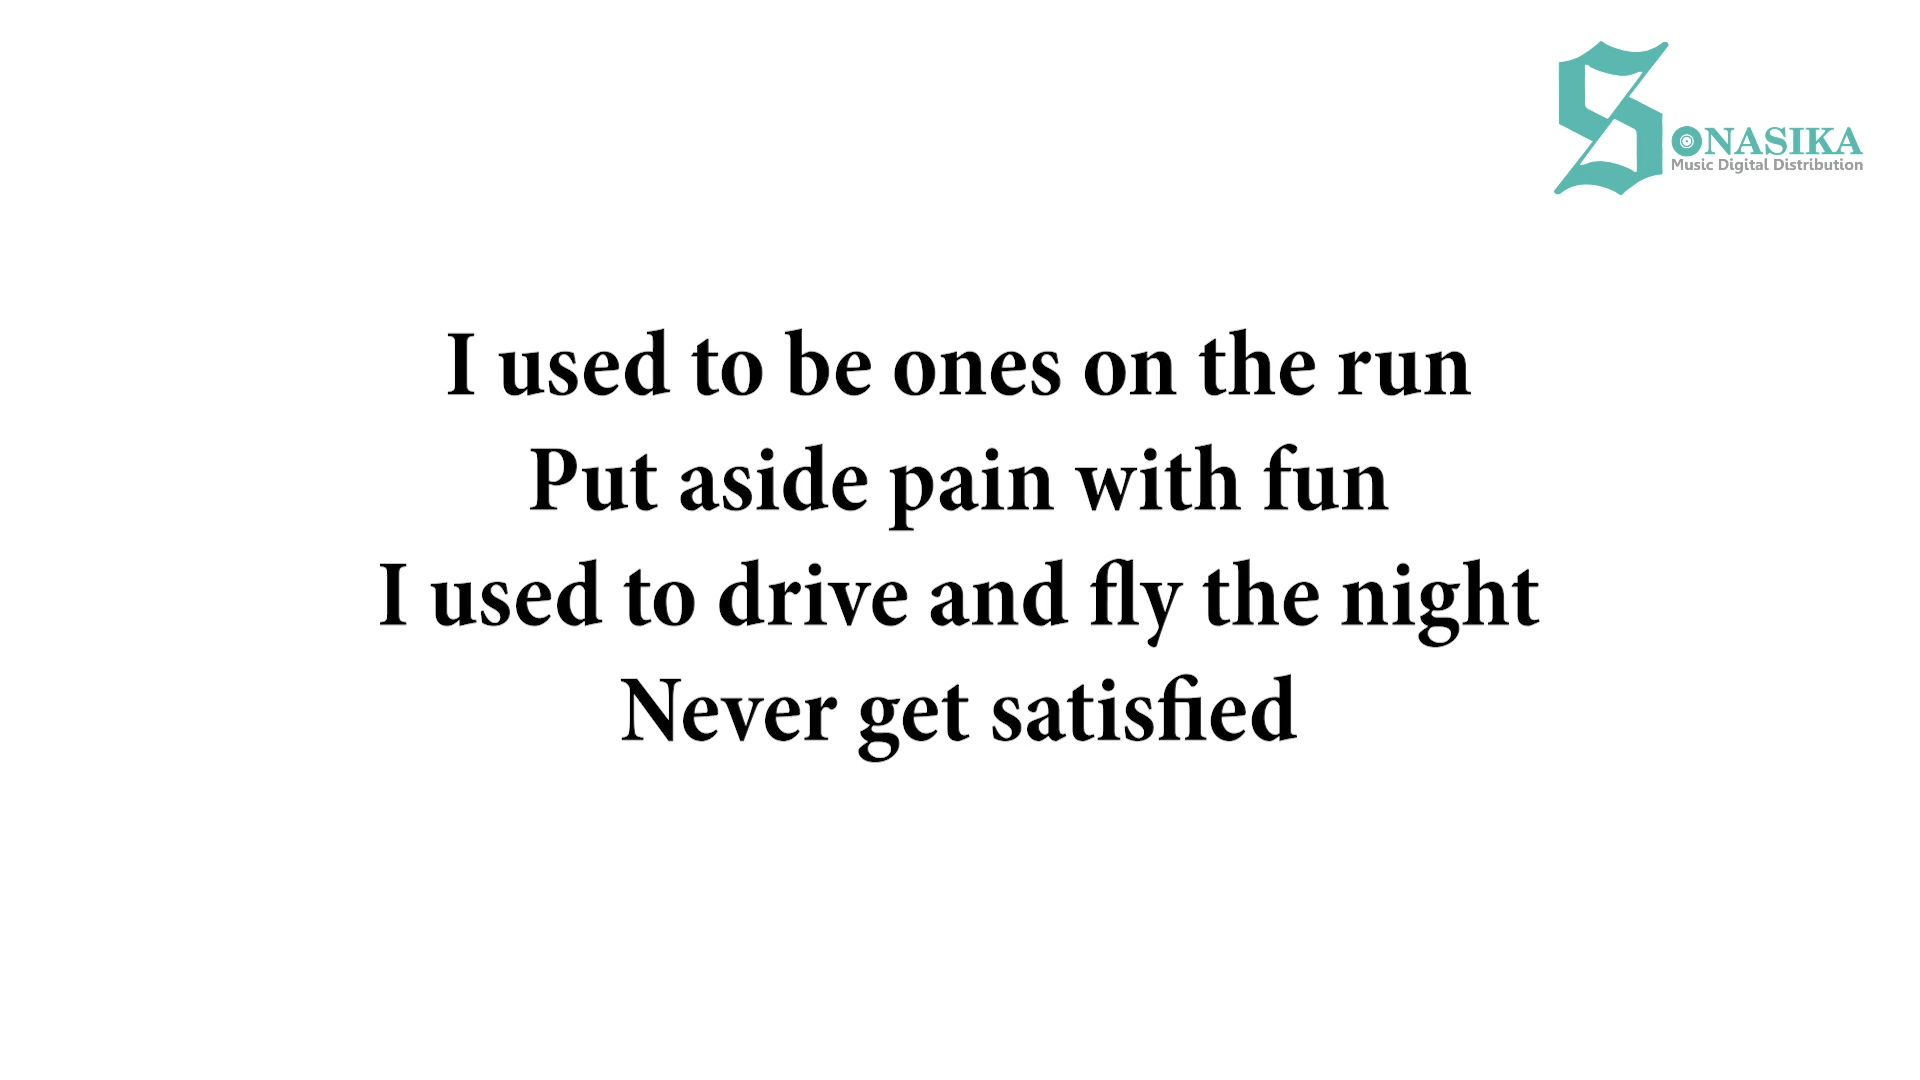 SONASIKA
Music Digital Distribution
I used to be ones on the run
Put aside pain with fun
I used to drive and fly the night
Never get satisfied